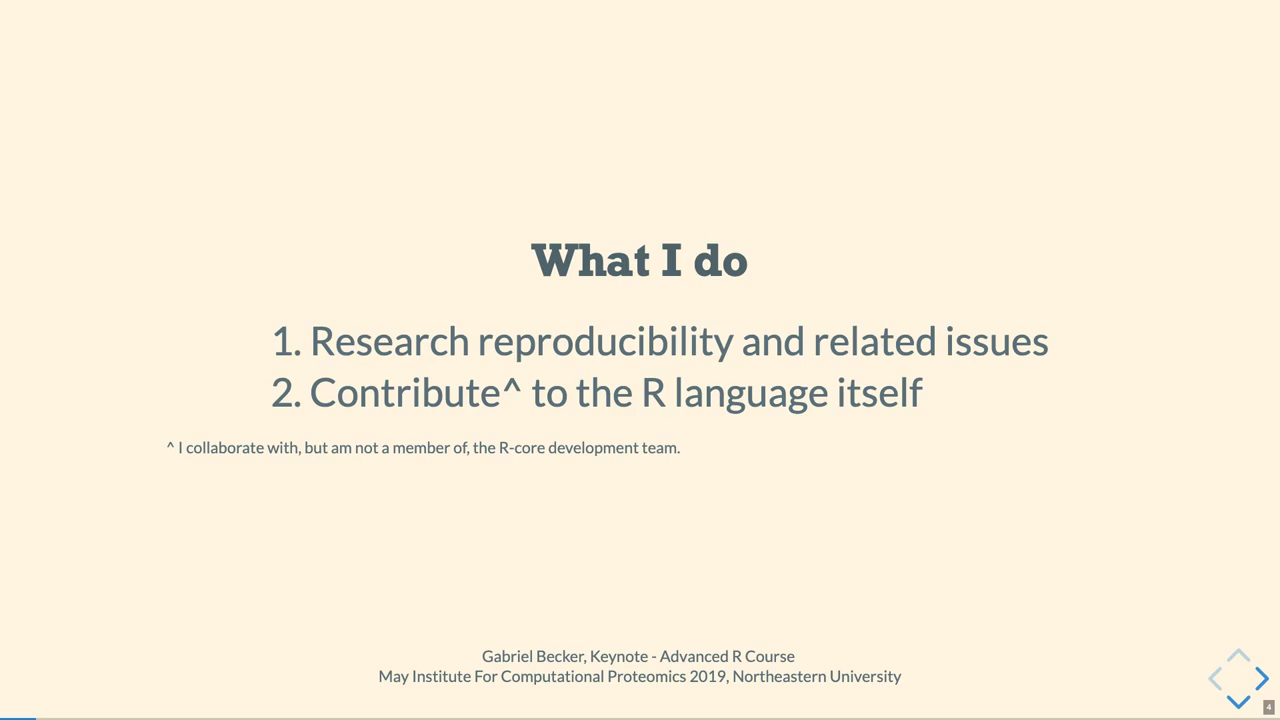 What I do
1. Research reproducibility and related issues
2. Contribute^ to the R language itself
^ I collaborate with, but am not a member of, the R-core development team.
Gabriel Becker, Keynote - Advanced R Course
May Institute For Computational Proteomics 2019, Northeastern University
4